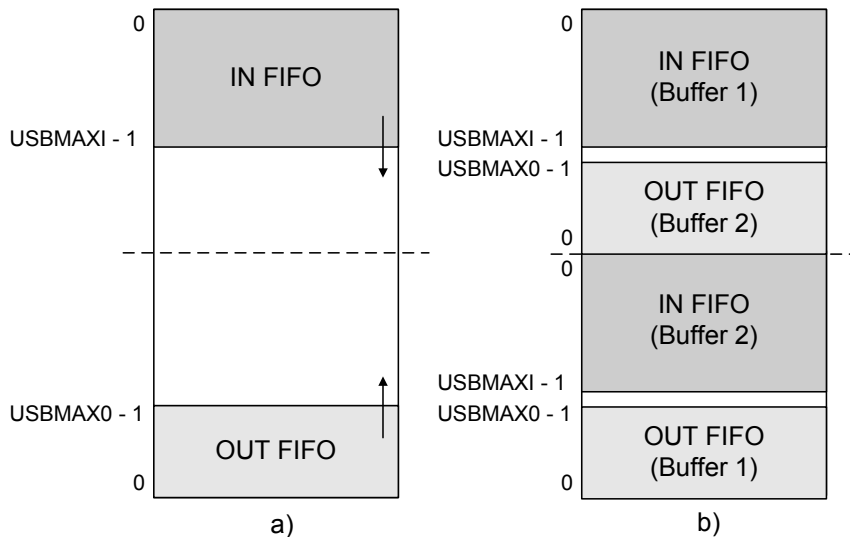 0
IN FIFO
USBMAXI - 1
USBMAX0 - 1
OUT FIFO
0
a)
IN FIFO
(Buffer 1)
USBMAXI - 1
USBMAX0 - 1
OUT FIFO
(Buffer 2)
0
0
IN FIFO
(Buffer 2)
USBMAXI - 1
USBMAX0 - 1
OUT FIFO
(Buffer 1)
0
b)